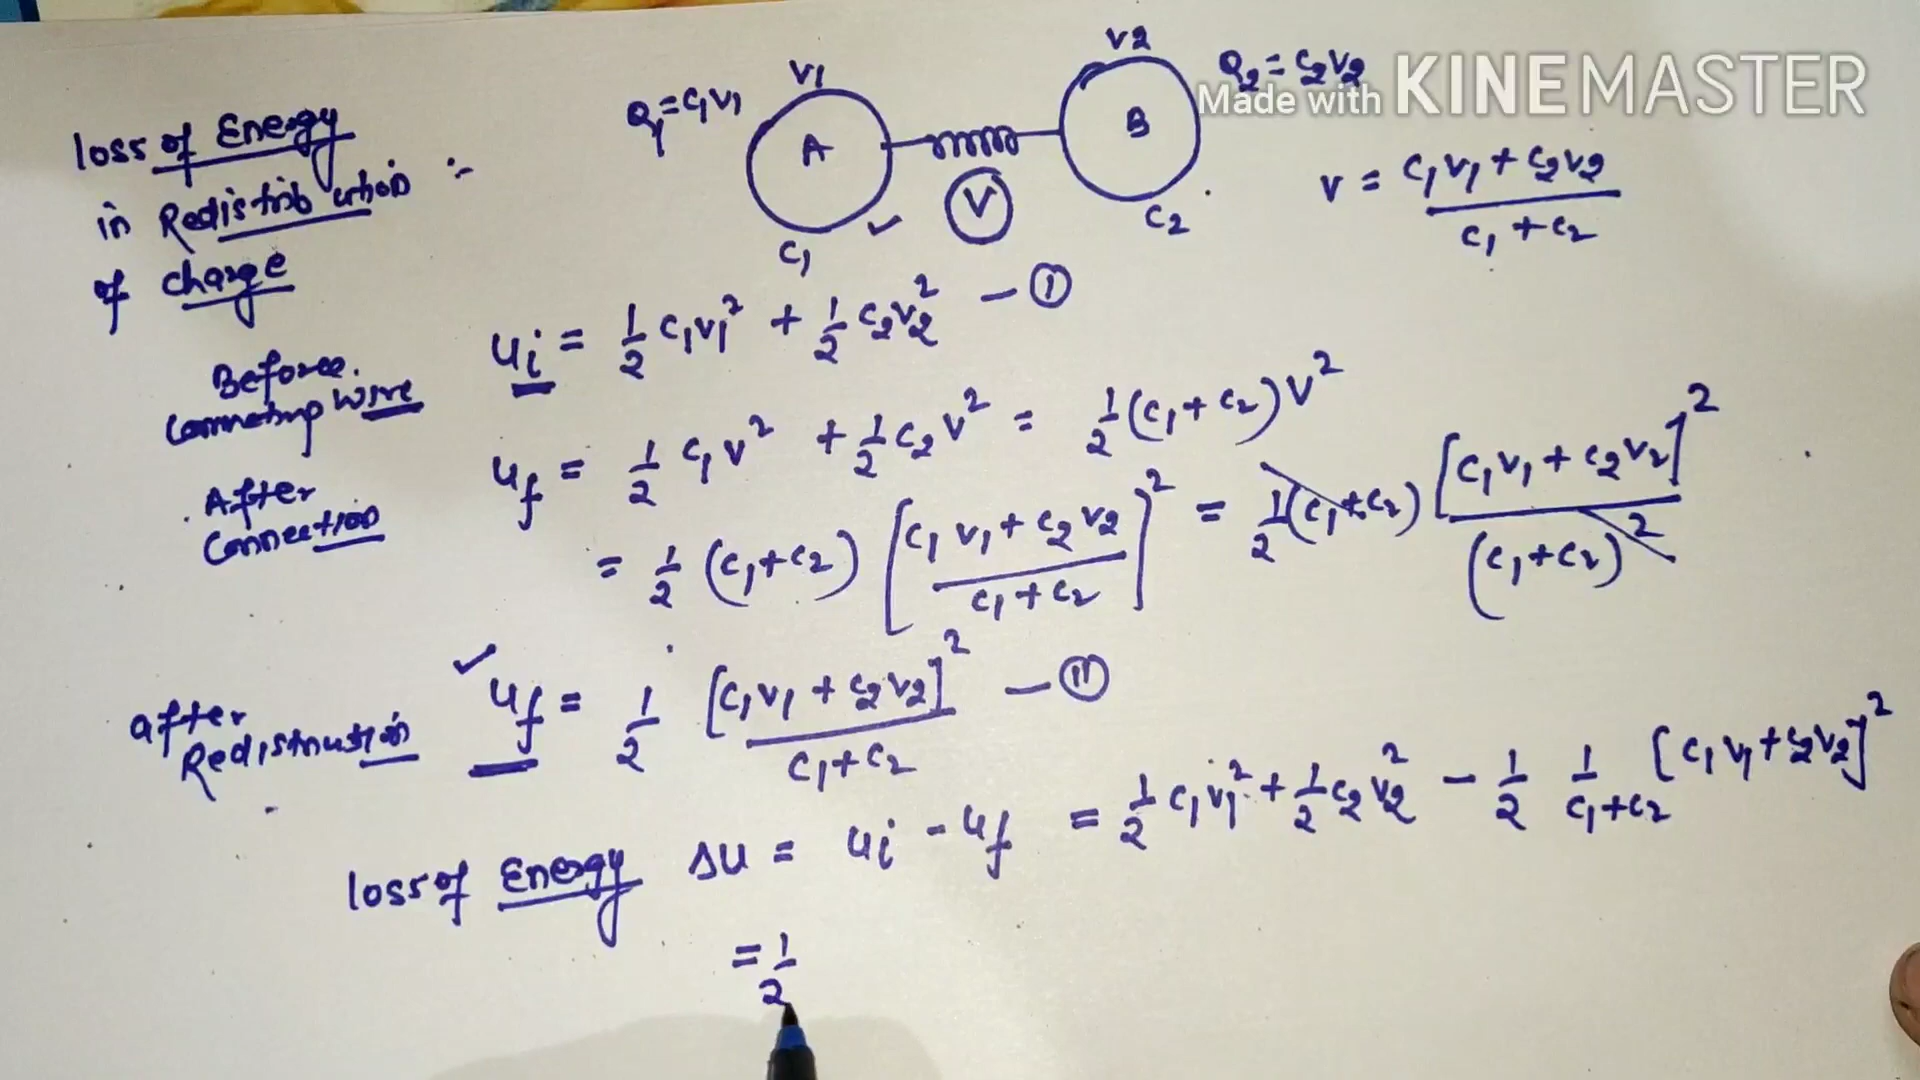 V1
V2
Q1 = C1V1
Q2 = C2V2
Made with KINEMASTER
A
B
V
C1
C2
V = C1V1 + C2V2 / C1 + C2
loss of Energy
in Redistribution :-
of charge
Before
Connecting wire
Ui = 1/2 C1V1² + 1/2 C2V2² — (I)
After
Connection
Uf = 1/2 C1V² + 1/2 C2V² = 1/2 (C1 + C2) V²
= 1/2 (C1 + C2) [C1V1 + C2V2 / C1 + C2]² = 1/2 (C1 + C2) [C1V1 + C2V2]² / (C1 + C2)²
after
✓ Uf = 1/2 [C1V1 + C2V2]² / C1 + C2 — (II)
loss of Energy ΔU = Ui - Uf = 1/2 C1V1² + 1/2 C2V2² - 1/2 1/C1 + C2 [C1V1 + C2V2]²
= 1/2